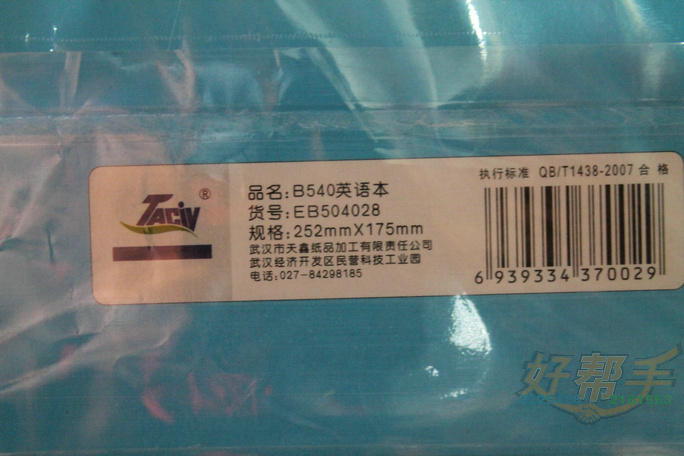 执行标准 QB/T1438-2007 合 格
Taciy ®
品名:B540英语本
货号:EB504028
规格:252mmX175mm
武汉市天鑫纸品加工有限责任公司
武汉经济开发区民营科技工业园
电话:027-84298185
6 939334 370029
好帮手